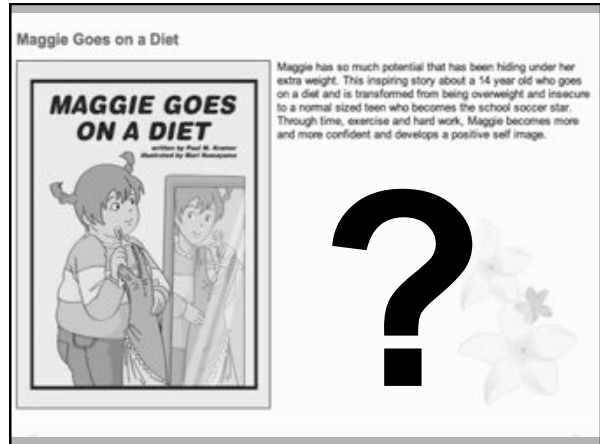 Maggie Goes on a Diet
MAGGIE GOES
ON A DIET
written by Paul M. Kramer
illustrated by Mari Kuwayama
Maggie has so much potential that has been hiding under her
extra weight. This inspiring story about a 14 year old who goes
on a diet and is transformed from being overweight and insecure
to a normal sized teen who becomes the school soccer star.
Through time, exercise and hard work, Maggie becomes more
and more confident and develops a positive self image.
?